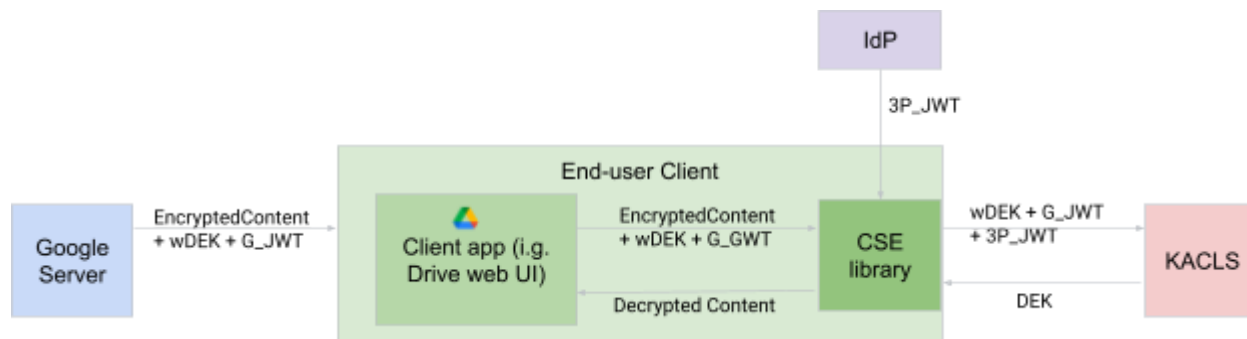 IdP
3P_JWT
End-user Client
Google
Server
EncryptedContent
+ wDEK + G_JWT
Client app (i.g.
Drive web UI)
EncryptedContent
+ wDEK + G_GWT
Decrypted Content
CSE
library
wDEK + G_JWT
+ 3P_JWT
DEK
KACLS